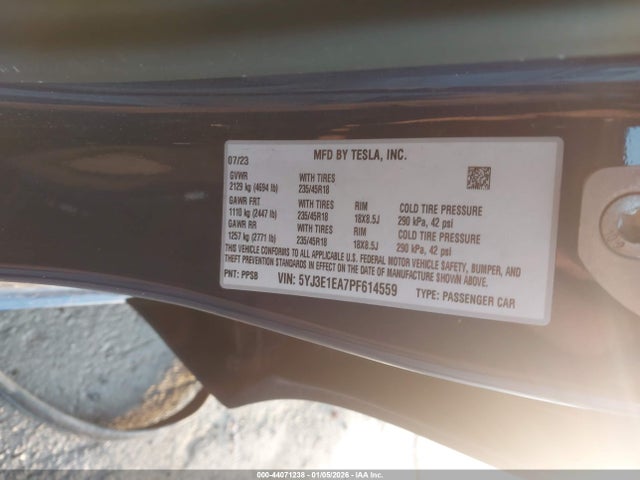 07/23 MFD BY TESLA, INC.
GVWR WITH TIRES
2129 kg (4694 lb) 235/45R18
GAWR FRT WITH TIRES RIM COLD TIRE PRESSURE
1110 kg (2447 lb) 235/45R18 18X8.5J 290 kPa, 42 psi
GAWR RR WITH TIRES RIM COLD TIRE PRESSURE
1257 kg (2771 lb) 235/45R18 18X8.5J 290 kPa, 42 psi
THIS VEHICLE CONFORMS TO ALL APPLICABLE
U.S. FEDERAL MOTOR VEHICLE SAFETY, BUMPER, AND
THEFT PREVENTION STANDARDS IN EFFECT ON THE DATE OF MANUFACTURE SHOWN ABOVE.
PNT: PPSB VIN: 5YJ3E1EA7PF614559 TYPE: PASSENGER CAR
000-44071238 - 01/05/2026 - IAA Inc.